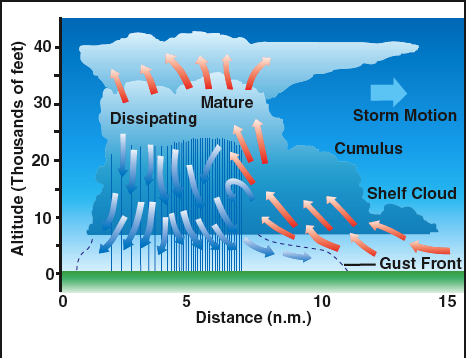 Altitude (Thousands of feet)
40
30
20
10
0
Mature
Dissipating
Storm Motion
Cumulus
Shelf Cloud
Gust Front
0
5
10
15
Distance (n.m.)